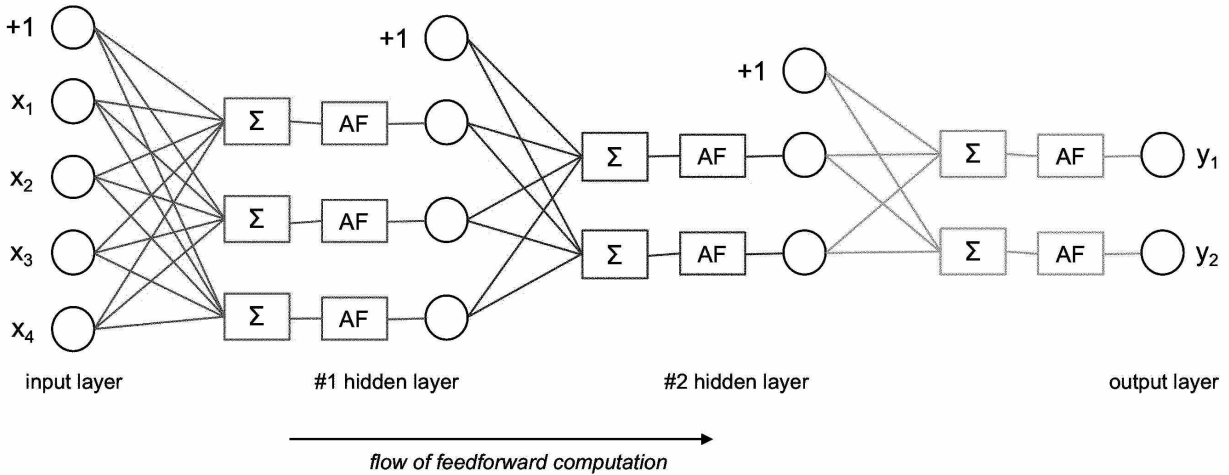 +1
+1
+1
x₁
x₂
x₃
x₄
Σ AF
Σ AF
Σ AF
Σ AF
Σ AF
Σ AF y₁
Σ AF y₂
input layer #1 hidden layer #2 hidden layer output layer
flow of feedforward computation